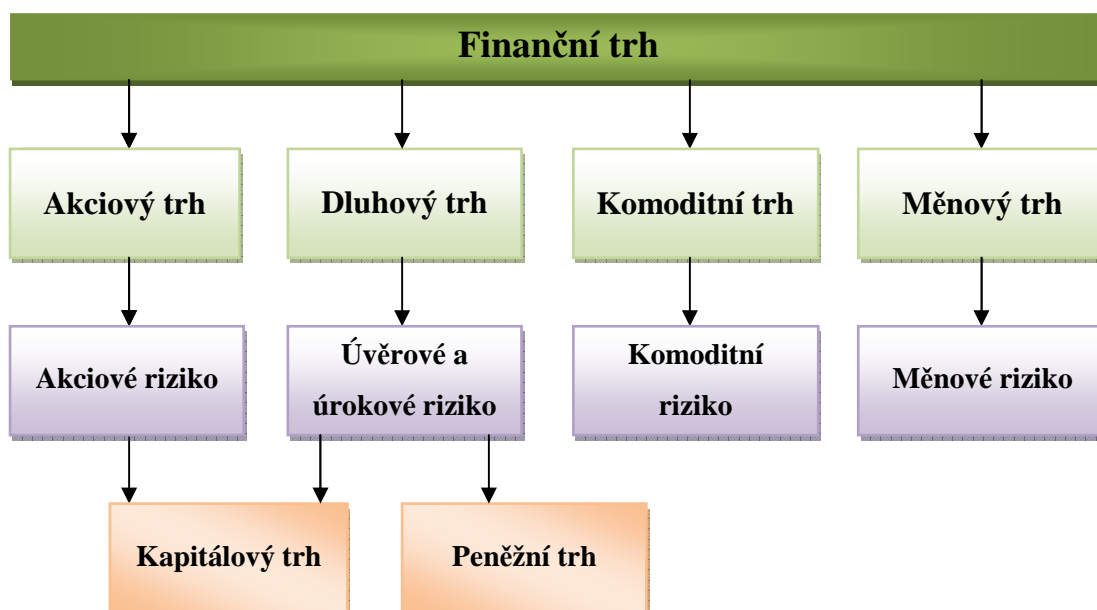 Finanční trh
Akciový trh
Dluhový trh
Komoditní trh
Měnový trh
Akciové riziko
Úvěrové a
úrokové riziko
Komoditní
riziko
Měnové riziko
Kapitálový trh
Peněžní trh